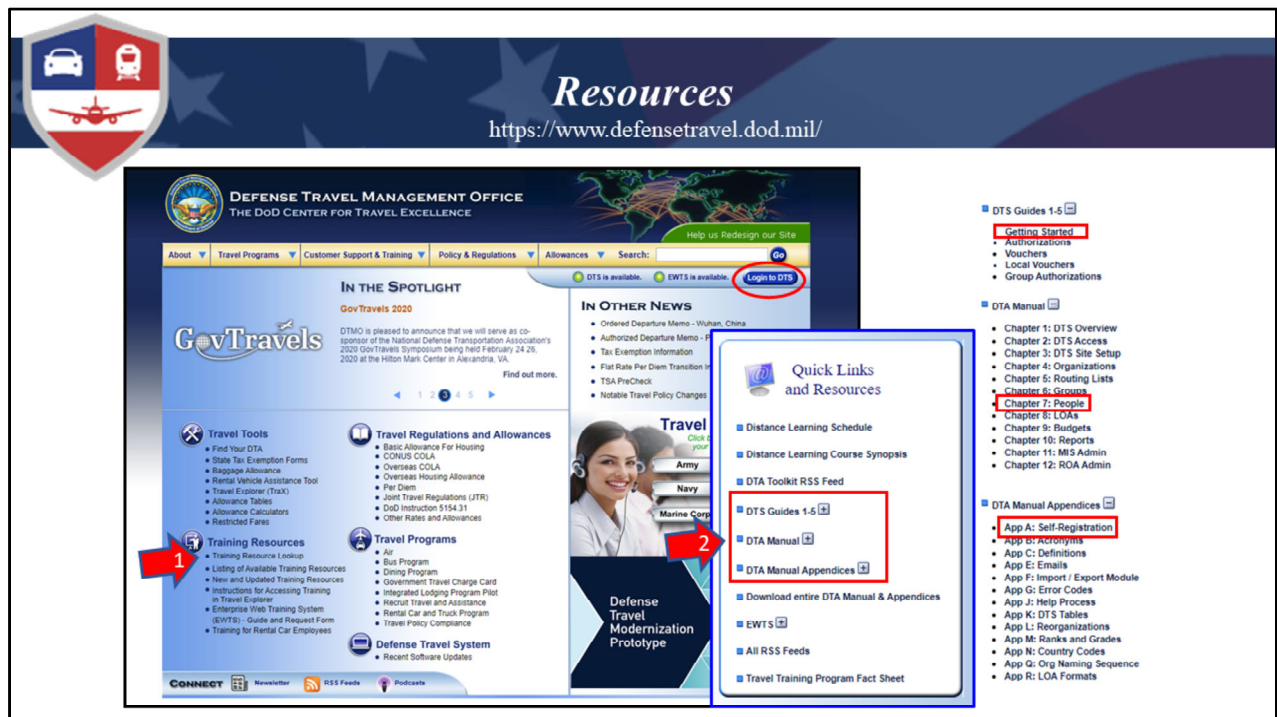 Resources
https://www.defensetravel.dod.mil/
DEFENSE TRAVEL MANAGEMENT OFFICE
THE DOD CENTER FOR TRAVEL EXCELLENCE
Help us Redesign our Site
About Travel Programs Customer Support & Training Policy & Regulations Allowances Search: Go
DTS is available. EWTS is available. Login to DTS
IN THE SPOTLIGHT
GovTravels 2020
GovTravels
DTMO is pleased to announce that we will serve as co-
sponsor of the National Defense Transportation Association's
2020 GovTravels Symposium being held February 24 26,
2020 at the Hilton Mark Center in Alexandria, VA.
Find out more.
1 2 3 4 5
IN OTHER NEWS
Ordered Departure Memo - Wuhan, China
Authorized Departure Memo - P
Tax Exemption Information
Flat Rate Per Diem Transition In
TSA PreCheck
Notable Travel Policy Changes
Travel Tools
Find Your DTA
State Tax Exemption Forms
Baggage Allowance
Rental Vehicle Assistance Tool
Travel Explorer (TraX)
Allowance Tables
Allowance Calculators
Restricted Fares
Travel Regulations and Allowances
Basic Allowance For Housing
CONUS COLA
Overseas COLA
Overseas Housing Allowance
Per Diem
Joint Travel Regulations (JTR)
DoD Instruction 5154.31
Other Rates and Allowances
Travel
Click
your
Army
Navy
Marine Corp
1
Training Resources
Training Resource Lookup
Listing of Available Training Resources
New and Updated Training Resources
Instructions for Accessing Training
in Travel Explorer
Enterprise Web Training System
(EWTS) - Guide and Request Form
Training for Rental Car Employees
Travel Programs
Air
Bus Program
Dining Program
Government Travel Charge Card
Integrated Lodging Program Pilot
Recruit Travel and Assistance
Rental Car and Truck Program
Travel Policy Compliance
Defense Travel System
Recent Software Updates
Defense
Travel
Modernization
Prototype
CONNECT Newsletter RSS Feeds Podcasts
Quick Links
and Resources
Distance Learning Schedule
Distance Learning Course Synopsis
DTA Toolkit RSS Feed
2
DTS Guides 1-5
DTA Manual
DTA Manual Appendices
Download entire DTA Manual & Appendices
EWTS
All RSS Feeds
Travel Training Program Fact Sheet
DTS Guides 1-5
Getting Started
Authorizations
Vouchers
Local Vouchers
Group Authorizations
DTA Manual
Chapter 1: DTS Overview
Chapter 2: DTS Access
Chapter 3: DTS Site Setup
Chapter 4: Organizations
Chapter 5: Routing Lists
Chapter 6: Groups
Chapter 7: People
Chapter 8: LOAs
Chapter 9: Budgets
Chapter 10: Reports
Chapter 11: MIS Admin
Chapter 12: ROA Admin
DTA Manual Appendices
App A: Self-Registration
App B: Acronyms
App C: Definitions
App E: Emails
App F: Import / Export Module
App G: Error Codes
App J: Help Process
App K: DTS Tables
App L: Reorganizations
App M: Ranks and Grades
App N: Country Codes
App Q: Org Naming Sequence
App R: LOA Formats